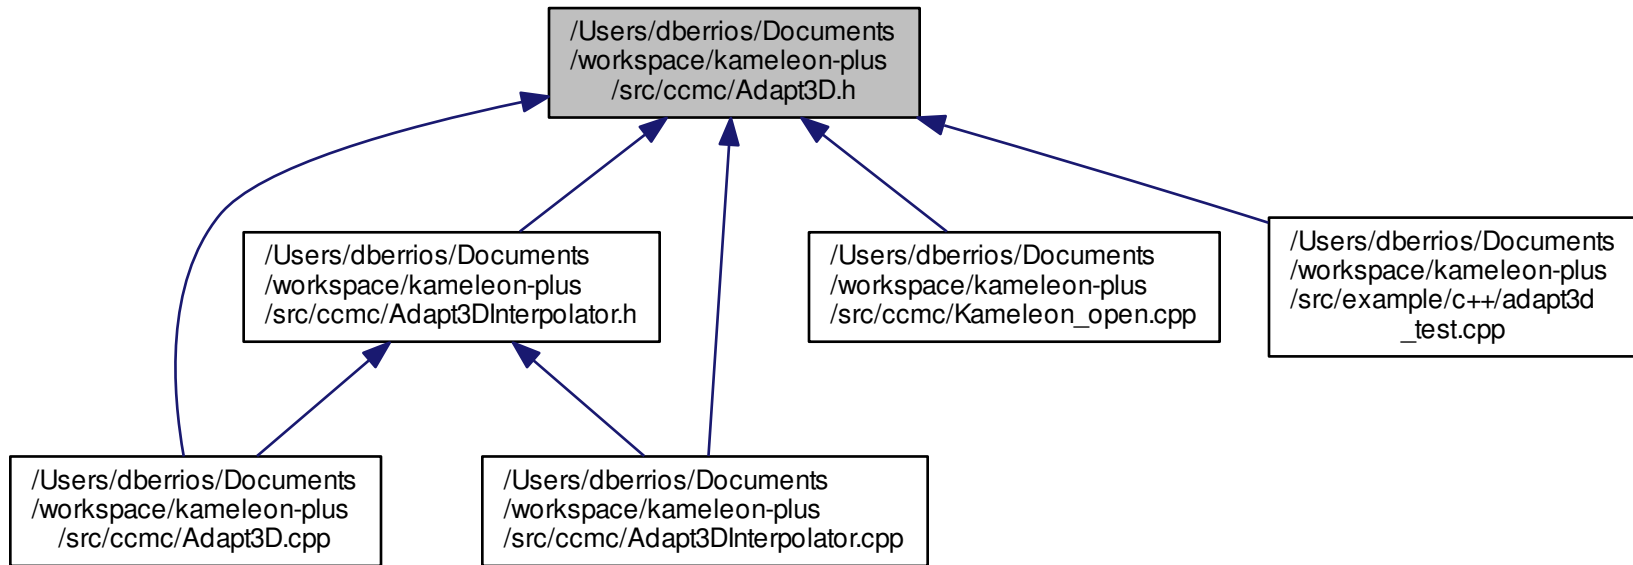 /Users/dberrios/Documents
/workspace/kameleon-plus
/src/ccmc/Adapt3D.h
/Users/dberrios/Documents
/workspace/kameleon-plus
/src/ccmc/Adapt3DInterpolator.h
/Users/dberrios/Documents
/workspace/kameleon-plus
/src/ccmc/Kameleon_open.cpp
/Users/dberrios/Documents
/workspace/kameleon-plus
/src/example/c++/adapt3d
_test.cpp
/Users/dberrios/Documents
/workspace/kameleon-plus
/src/ccmc/Adapt3D.cpp
/Users/dberrios/Documents
/workspace/kameleon-plus
/src/ccmc/Adapt3DInterpolator.cpp